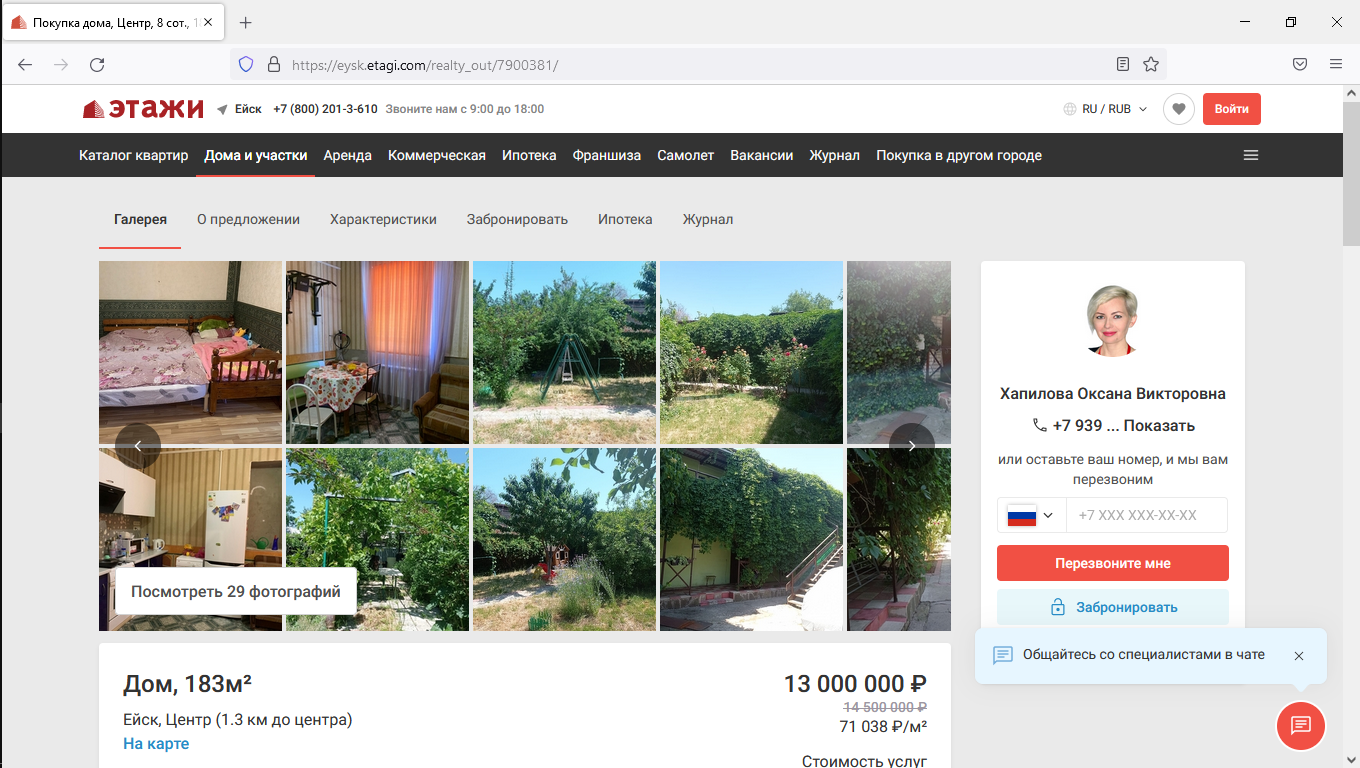 Покупка дома, Центр, 8 сот.,
https://eysk.etagi.com/realty_out/7900381/
этажи
Ейск
+7 (800) 201-3-610
Звоните нам с 9:00 до 18:00
RU / RUB
Войти
Каталог квартир
Дома и участки
Аренда
Коммерческая
Ипотека
Франшиза
Самолет
Вакансии
Журнал
Покупка в другом городе
Галерея
О предложении
Характеристики
Забронировать
Ипотека
Журнал
Посмотреть 29 фотографий
Хапилова Оксана Викторовна
+7 939 ... Показать
или оставьте ваш номер, и мы вам
перезвоним
+7 XXX XXX-XX-XX
Перезвоните мне
Забронировать
Общайтесь со специалистами в чате
Дом, 183м²
Ейск, Центр (1.3 км до центра)
На карте
13 000 000 ₽
14 500 000 ₽
71 038 ₽/м²
Стоимость услуг